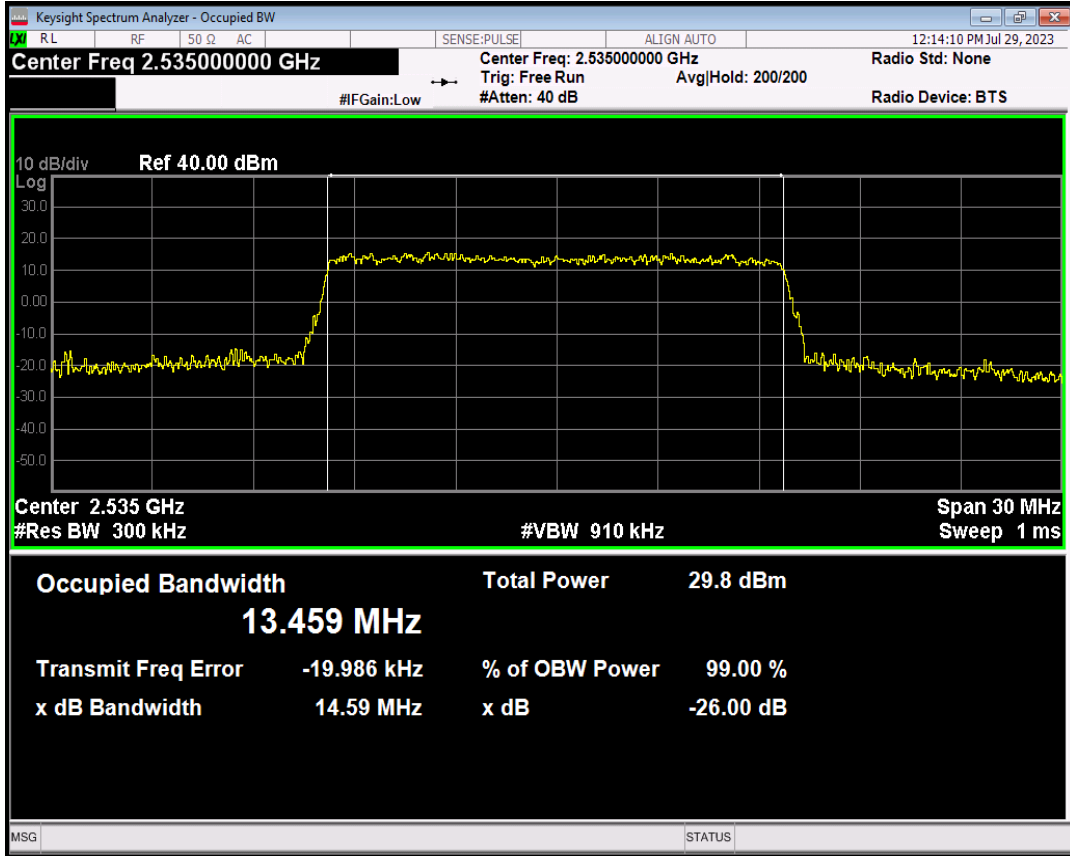 Keysight Spectrum Analyzer - Occupied BW
LXI RL RF 50 Ω AC SENSE:PULSE ALIGN AUTO 12:14:10 PM Jul 29, 2023
Center Freq 2.535000000 GHz
Center Freq: 2.535000000 GHz
Radio Std: None
Trig: Free Run
Avg|Hold: 200/200
#IFGain:Low
#Atten: 40 dB
Radio Device: BTS
10 dB/div
Ref 40.00 dBm
Log
30.0
20.0
10.0
0.00
-10.0
-20.0
-30.0
-40.0
-50.0
Center 2.535 GHz
Span 30 MHz
#Res BW 300 kHz
#VBW 910 kHz
Sweep 1 ms
Occupied Bandwidth
Total Power 29.8 dBm
13.459 MHz
Transmit Freq Error -19.986 kHz
% of OBW Power 99.00 %
x dB Bandwidth 14.59 MHz
x dB -26.00 dB
MSG
STATUS